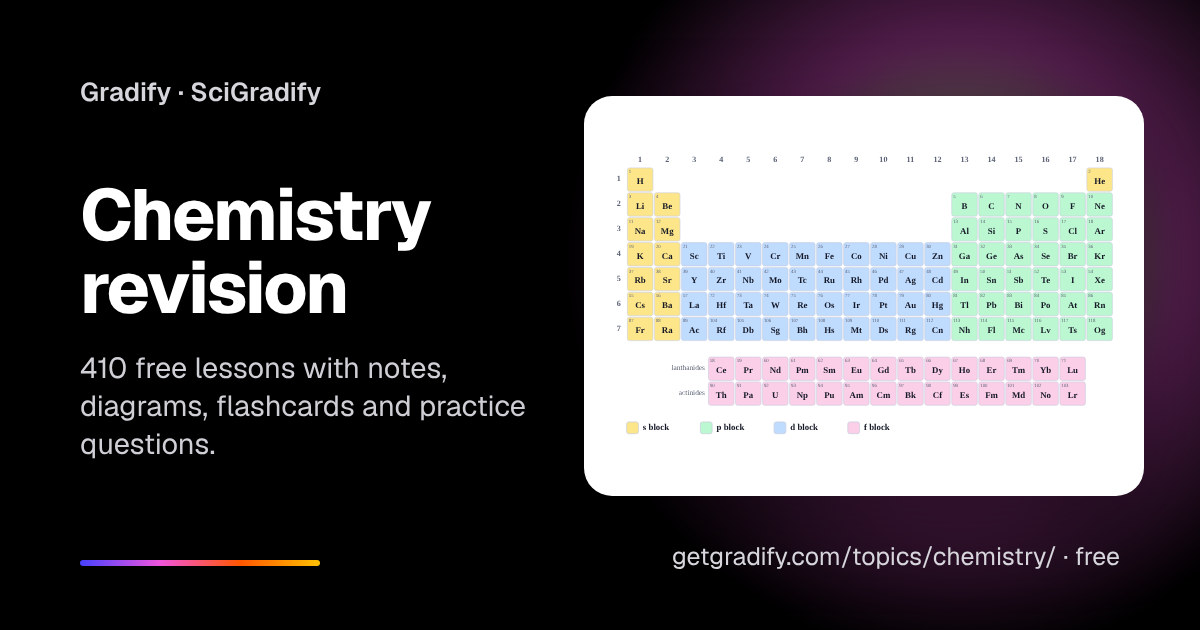 Gradify · SciGradify
Chemistry
revision
410 free lessons with notes,
diagrams, flashcards and practice
questions.
1 2 3 4 5 6 7 8 9 10 11 12 13 14 15 16 17 18
1 H He
2 Li Be B C N O F Ne
3 Na Mg Al Si P S Cl Ar
4 K Ca Sc Ti V Cr Mn Fe Co Ni Cu Zn Ga Ge As Se Br Kr
5 Rb Sr Y Zr Nb Mo Tc Ru Rh Pd Ag Cd In Sn Sb Te I Xe
6 Cs Ba La Hf Ta W Re Os Ir Pt Au Hg Tl Pb Bi Po At Rn
7 Fr Ra Ac Rf Db Sg Bh Hs Mt Ds Rg Cn Nh Fl Mc Lv Ts Og
lanthanides Ce Pr Nd Pm Sm Eu Gd Tb Dy Ho Er Tm Yb Lu
actinides Th Pa U Np Pu Am Cm Bk Cf Es Fm Md No Lr
s block p block d block f block
getgradify.com/topics/chemistry/ · free